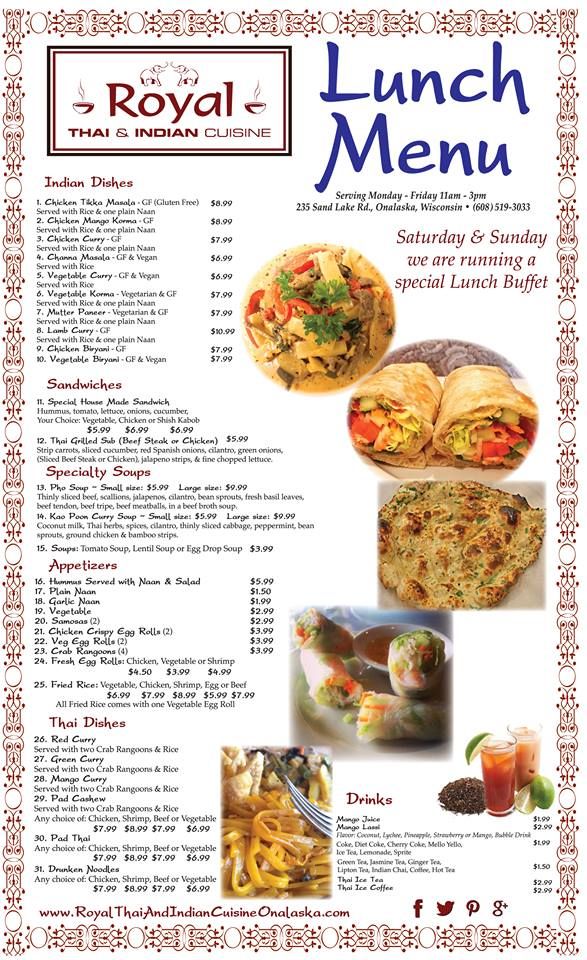 Royal
THAI & INDIAN CUISINE
Lunch
Menu
Serving Monday - Friday 11am - 3pm
235 Sand Lake Rd., Onalaska, Wisconsin • (608) 519-3033
Saturday & Sunday
we are running a
special Lunch Buffet
Indian Dishes
1. Chicken Tikka Masala - GF (Gluten Free) $8.99
Served with Rice & one plain Naan
2. Chicken Mango Korma - GF $8.99
Served with Rice & one plain Naan
3. Chicken Curry - GF $7.99
Served with Rice & one plain Naan
4. Channa Masala - GF & Vegan $6.99
Served with Rice
5. Vegetable Curry - GF & Vegan $6.99
Served with Rice
6. Vegetable Korma - Vegetarian & GF $7.99
Served with Rice & one plain Naan
7. Mutter Paneer - Vegetarian & GF $7.99
Served with Rice & one plain Naan
8. Lamb Curry - GF $10.99
Served with Rice & one plain Naan
9. Chicken Biryani - GF $7.99
10. Vegetable Biryani - GF & Vegan $7.99
Sandwiches
11. Special House Made Sandwich
Hummus, tomato, lettuce, onions, cucumber,
Your Choice: Vegetable, Chicken or Shish Kabob
$5.99 $6.99 $6.99
12. Thai Grilled Sub (Beef Steak or Chicken) $5.99
Strip carrots, sliced cucumber, red Spanish onions, cilantro, green onions,
(Sliced Beef Steak or Chicken), jalapeno strips, & fine chopped lettuce.
Specialty Soups
13. Pho Soup ~ Small size: $5.99 Large size: $9.99
Thinly sliced beef, scallions, jalapenos, cilantro, bean sprouts, fresh basil leaves,
beef tendon, beef tripe, beef meatballs, in a beef broth soup.
14. Kao Poon Curry Soup ~ Small size: $5.99 Large size: $9.99
Coconut milk, Thai herbs, spices, cilantro, thinly sliced cabbage, peppermint, bean
sprouts, ground chicken & bamboo strips.
15. Soups: Tomato Soup, Lentil Soup or Egg Drop Soup $3.99
Appetizers
16. Hummus Served with Naan & Salad $5.99
17. Plain Naan $1.50
18. Garlic Naan $1.99
19. Vegetable $2.99
20. Samosas (2) $2.99
21. Chicken Crispy Egg Rolls (2) $3.99
22. Veg Egg Rolls (2) $3.99
23. Crab Rangoons (4) $3.99
24. Fresh Egg Rolls: Chicken, Vegetable or Shrimp
$4.50 $3.99 $4.99
25. Fried Rice: Vegetable, Chicken, Shrimp, Egg or Beef
$6.99 $7.99 $8.99 $5.99 $7.99
All Fried Rice comes with one Vegetable Egg Roll
Thai Dishes
26. Red Curry
Served with two Crab Rangoons & Rice
27. Green Curry
Served with two Crab Rangoons & Rice
28. Mango Curry
Served with two Crab Rangoons & Rice
29. Pad Cashew
Served with two Crab Rangoons & Rice
Any choice of: Chicken, Shrimp, Beef or Vegetable
$7.99 $8.99 $7.99 $6.99
30. Pad Thai
Any choice of: Chicken, Shrimp, Beef or Vegetable
$7.99 $8.99 $7.99 $6.99
31. Drunken Noodles
Any choice of: Chicken, Shrimp, Beef or Vegetable
$7.99 $8.99 $7.99 $6.99
Drinks
Mango Juice $1.99
Mango Lassi $2.99
Flavor: Coconut, Lychee, Pineapple, Strawberry or Mango, Bubble Drink
Coke, Diet Coke, Cherry Coke, Mello Yello, $1.99
Ice Tea, Lemonade, Sprite
Green Tea, Jasmine Tea, Ginger Tea,
Lipton Tea, Indian Chai, Coffee, Hot Tea $1.50
Thai Ice Tea $2.99
Thai Ice Coffee $2.99
www.RoyalThaiAndIndianCuisineOnalaska.com